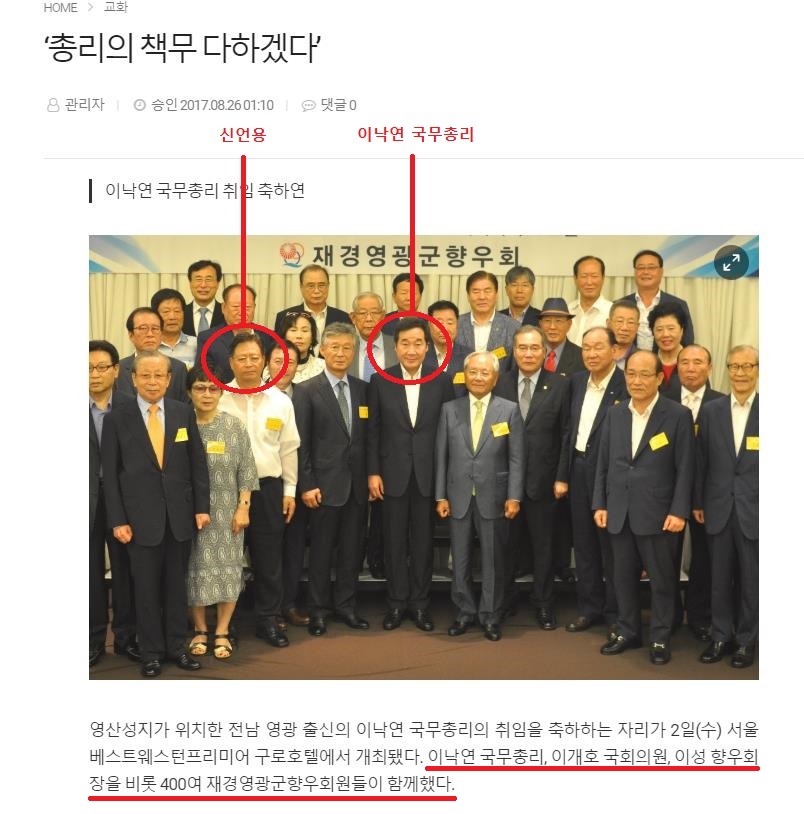 HOME > 교화
‘총리의 책무 다하겠다’
관리자 | 승인 2017.08.26 01:10 | 댓글 0
신언용
이낙연 국무총리
이낙연 국무총리 취임 축하연
재경영광군향우회
영산성지가 위치한 전남 영광 출신의 이낙연 국무총리의 취임을 축하하는 자리가 2일(수) 서울
베스트웨스턴프리미어 구로호텔에서 개최됐다. 이낙연 국무총리, 이개호 국회의원, 이성 향우회
장을 비롯 400여 재경영광군향우회원들이 함께했다.